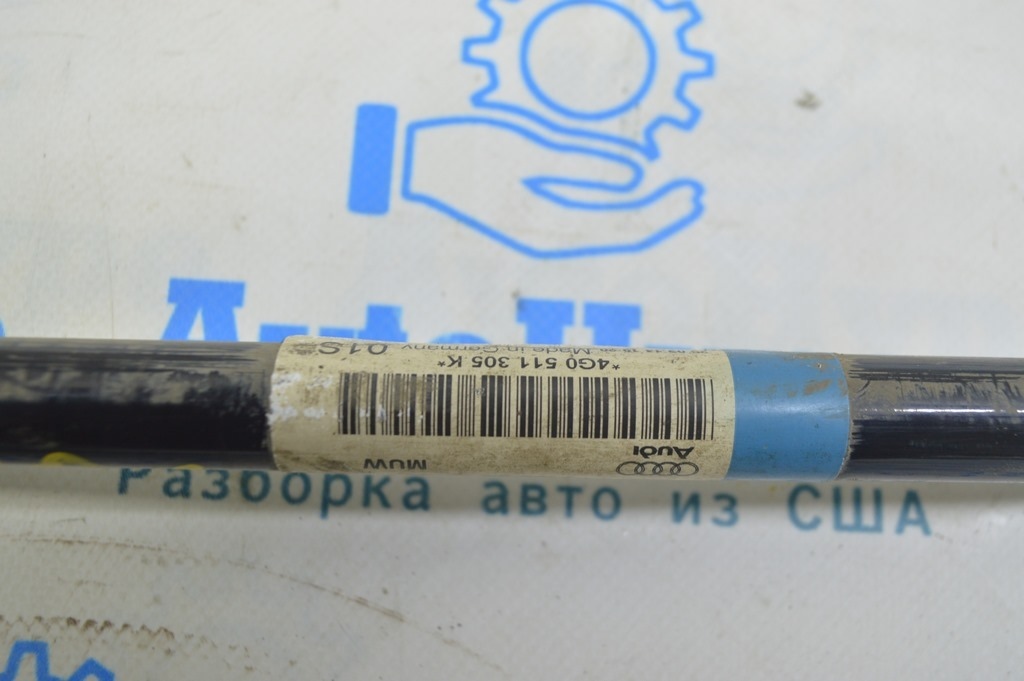 Audi
MUW
*4G0 511 305 K*
Made in Germany 01S
Разборка авто из США